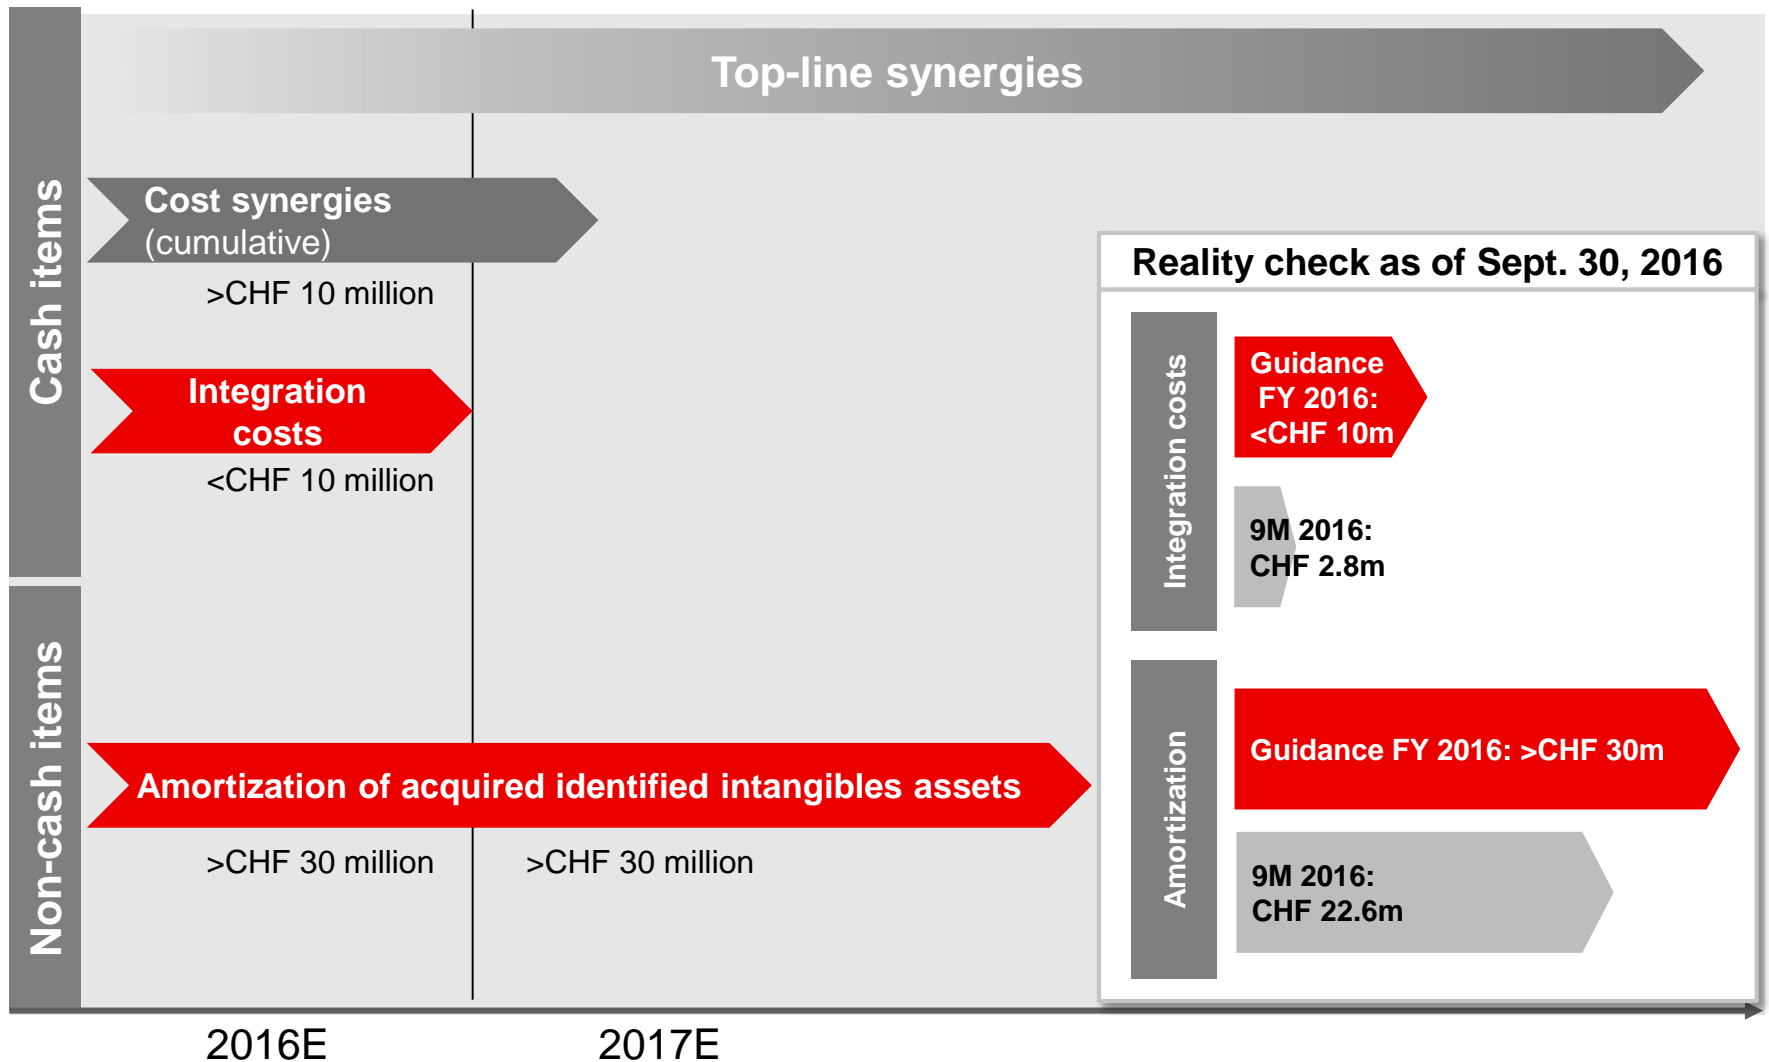 Top-line synergies
Cash items
Cost synergies
(cumulative)
>CHF 10 million
Integration
costs
<CHF 10 million
Non-cash items
Amortization of acquired identified intangibles assets
>CHF 30 million
>CHF 30 million
2016E
2017E
Reality check as of Sept. 30, 2016
Integration costs
Guidance
FY 2016:
<CHF 10m
9M 2016:
CHF 2.8m
Amortization
Guidance FY 2016: >CHF 30m
9M 2016:
CHF 22.6m